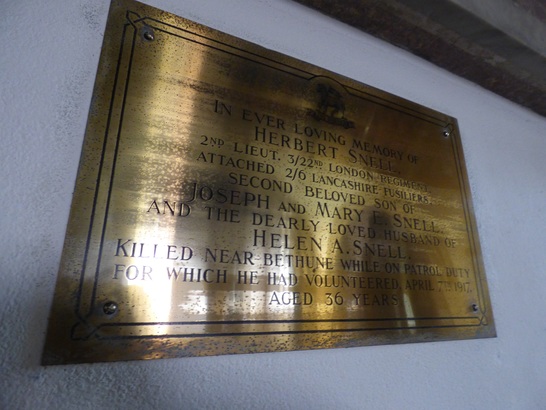 IN EVER LOVING MEMORY OF
HERBERT SNELL,
2ND LIEUT. 3/22ND LONDON REGIMENT,
ATTACHED 2/6 LANCASHIRE FUSILIERS,
SECOND BELOVED SON OF
JOSEPH AND MARY E. SNELL,
AND THE DEARLY LOVED HUSBAND OF
HELEN A. SNELL.
KILLED NEAR BETHUNE WHILE ON PATROL DUTY
FOR WHICH HE HAD VOLUNTEERED, APRIL 7TH 1917.
AGED 36 YEARS.